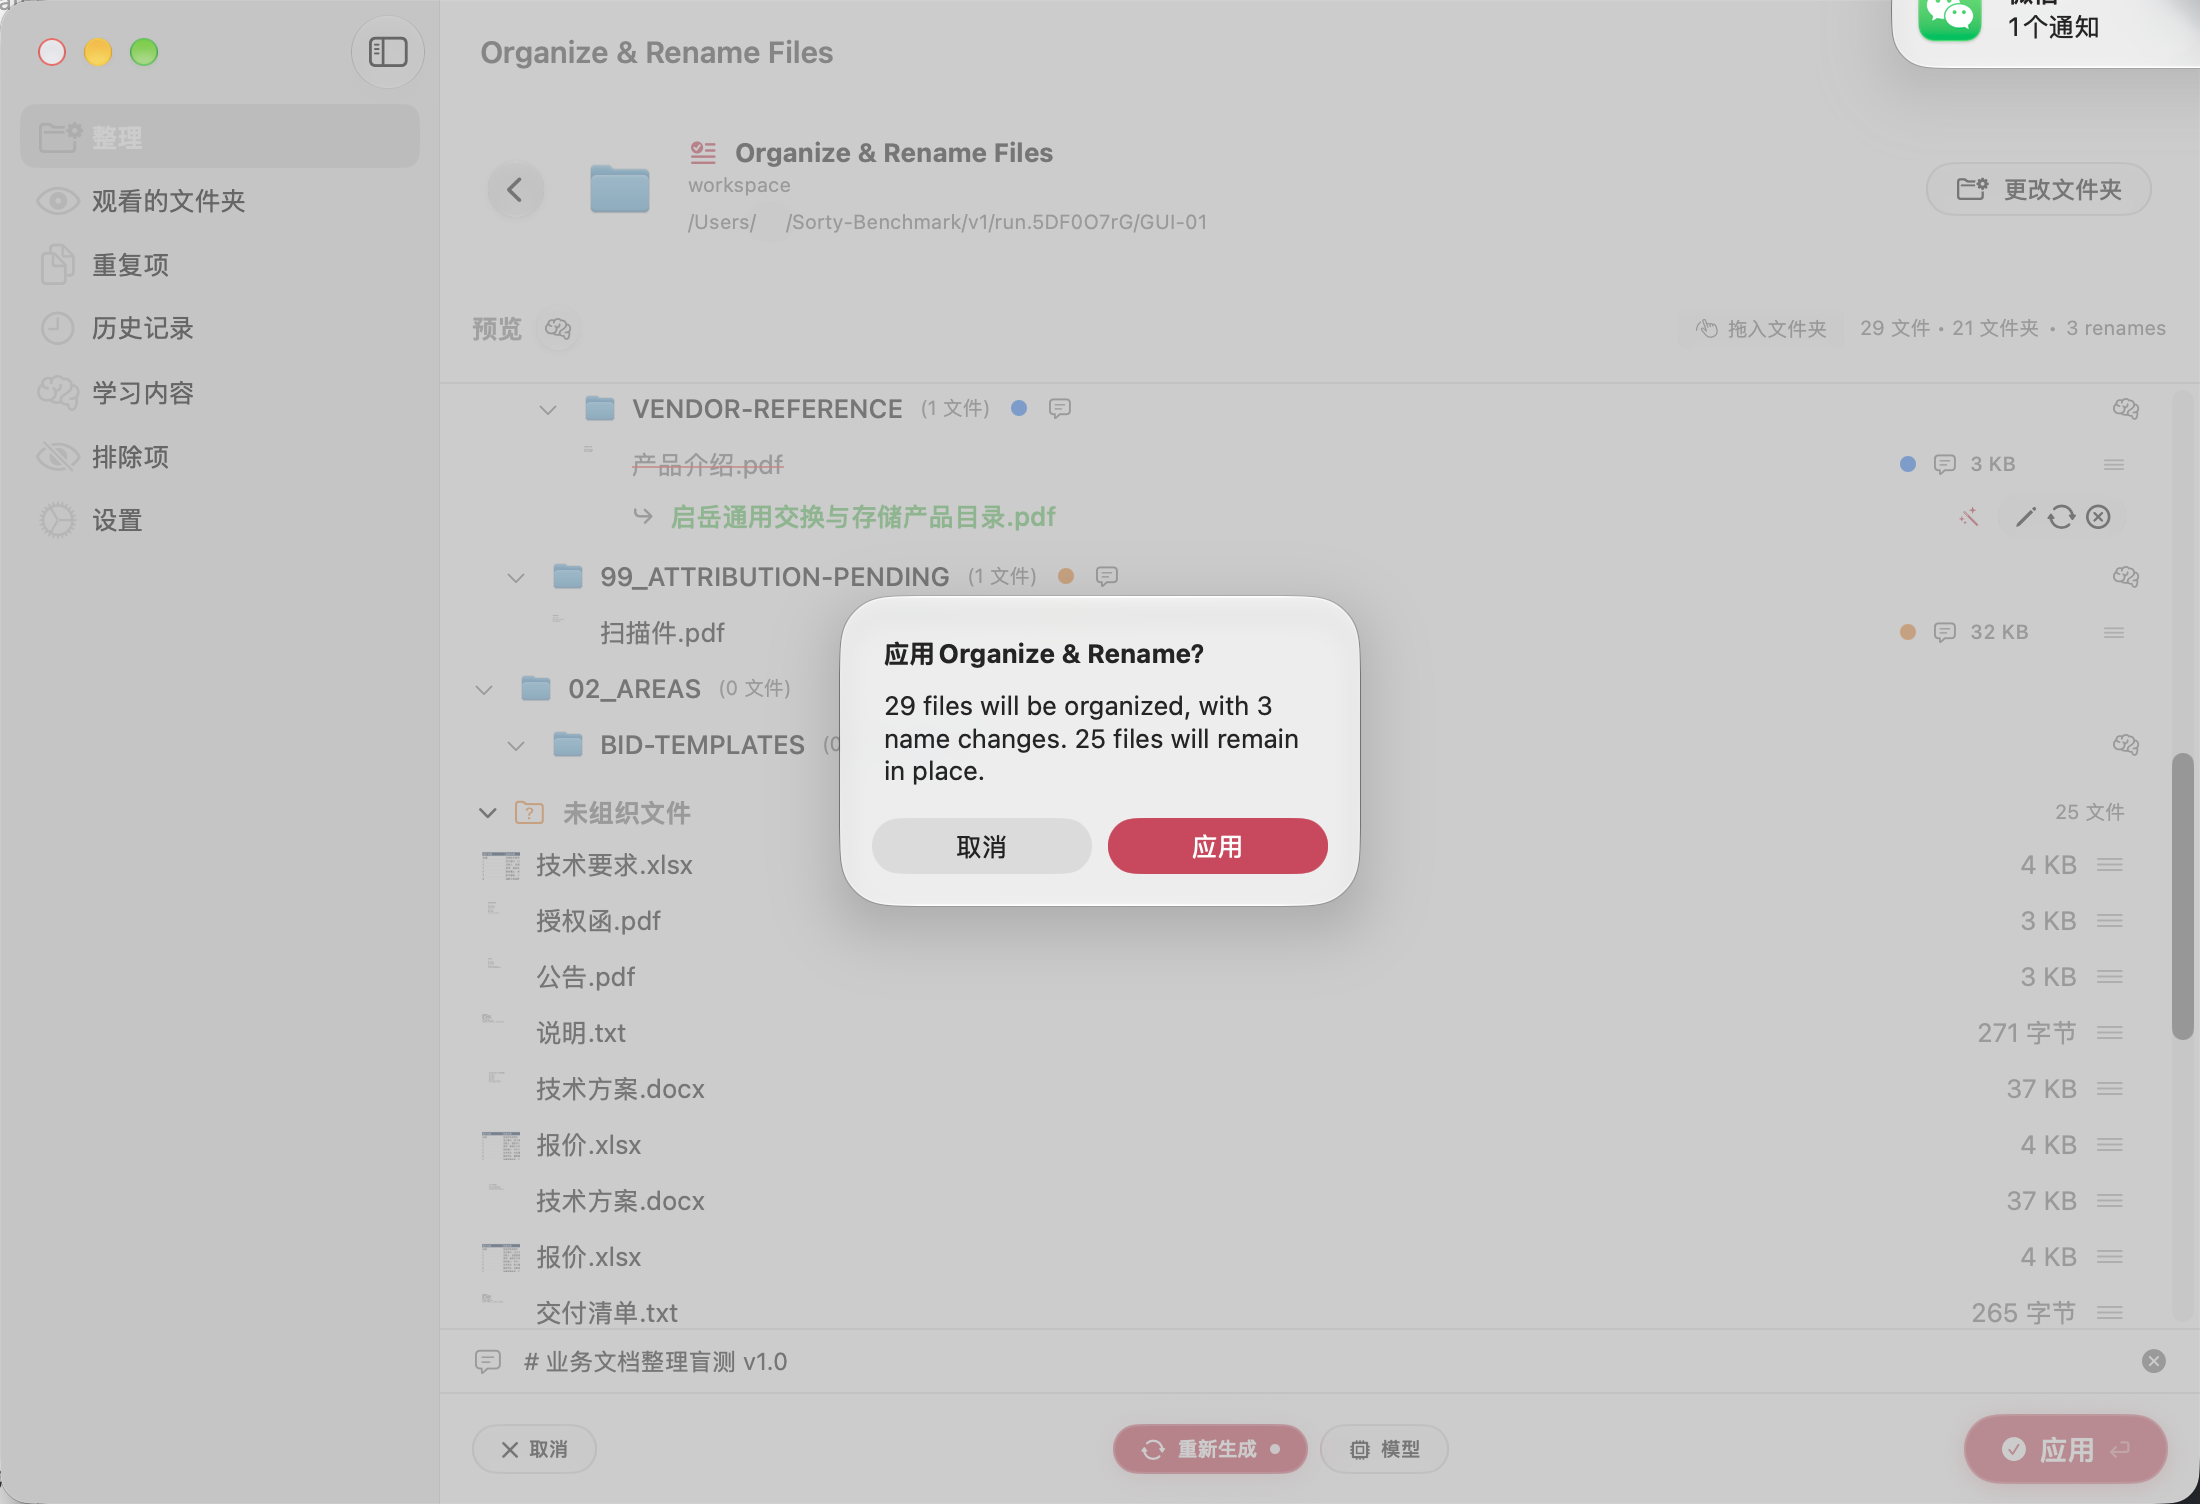 1个通知
Organize & Rename Files
整理
观看的文件夹
重复项
历史记录
学习内容
排除项
设置
Organize & Rename Files
workspace
/Users/ /Sorty-Benchmark/v1/run.5DF0O7rG/GUI-01
更改文件夹
预览
拖入文件夹
29 文件 • 21 文件夹 • 3 renames
VENDOR-REFERENCE (1 文件)
产品介绍.pdf
3 KB
启岳通用交换与存储产品目录.pdf
99_ATTRIBUTION-PENDING (1 文件)
扫描件.pdf
32 KB
02_AREAS (0 文件)
BID-TEMPLATES (0
应用Organize & Rename?
29 files will be organized, with 3
name changes. 25 files will remain
in place.
取消
应用
未组织文件
25 文件
技术要求.xlsx
4 KB
授权函.pdf
3 KB
公告.pdf
3 KB
说明.txt
271 字节
技术方案.docx
37 KB
报价.xlsx
4 KB
技术方案.docx
37 KB
报价.xlsx
4 KB
交付清单.txt
265 字节
# 业务文档整理盲测 v1.0
取消
重新生成
模型
应用